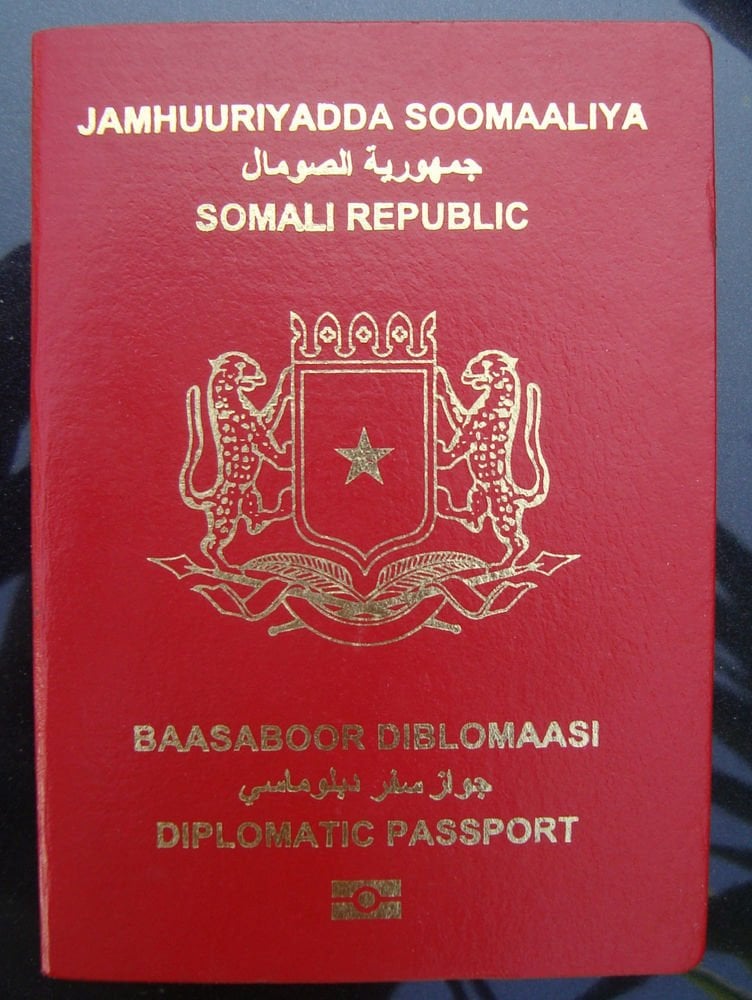 JAMHUURIYADDA SOOMAALIYA
جمهورية الصومال
SOMALI REPUBLIC
BAASABOOR DIBLOMAASI
جواز سفر دبلوماسي
DIPLOMATIC PASSPORT